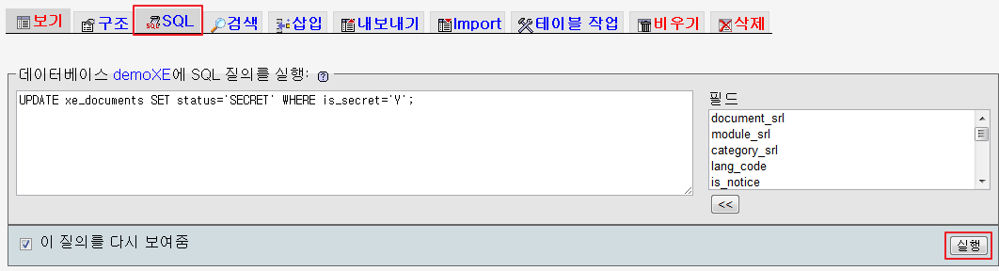 보기 구조 SQL 검색 삽입 내보내기 Import 테이블 작업 비우기 삭제
데이터베이스 demoXE에 SQL 질의를 실행:
UPDATE xe_documents SET status='SECRET' WHERE is_secret='Y';
필드
document_srl
module_srl
category_srl
lang_code
is_notice
<<
이 질의를 다시 보여줌
실행